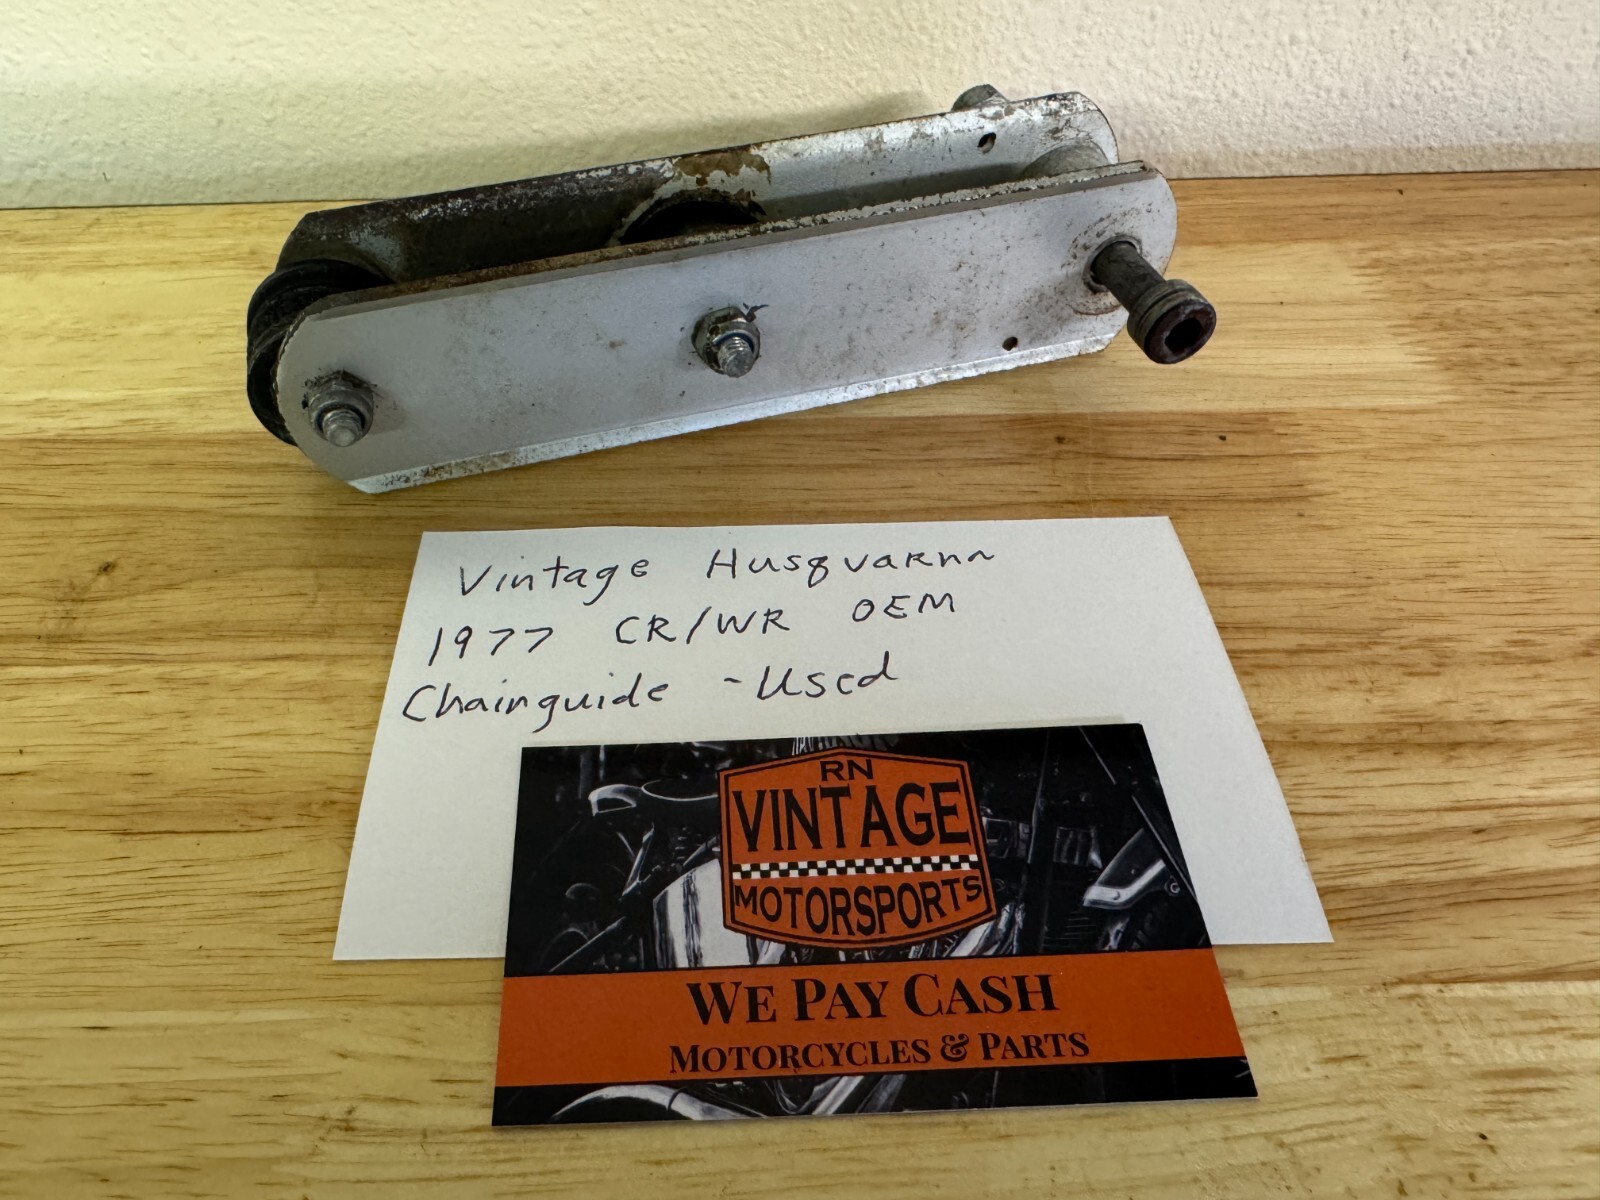 Vintage Husqvarna
1977 CR/WR OEM
Chainguide - Used
RN
VINTAGE
MOTORSPORTS
WE PAY CASH
MOTORCYCLES & PARTS